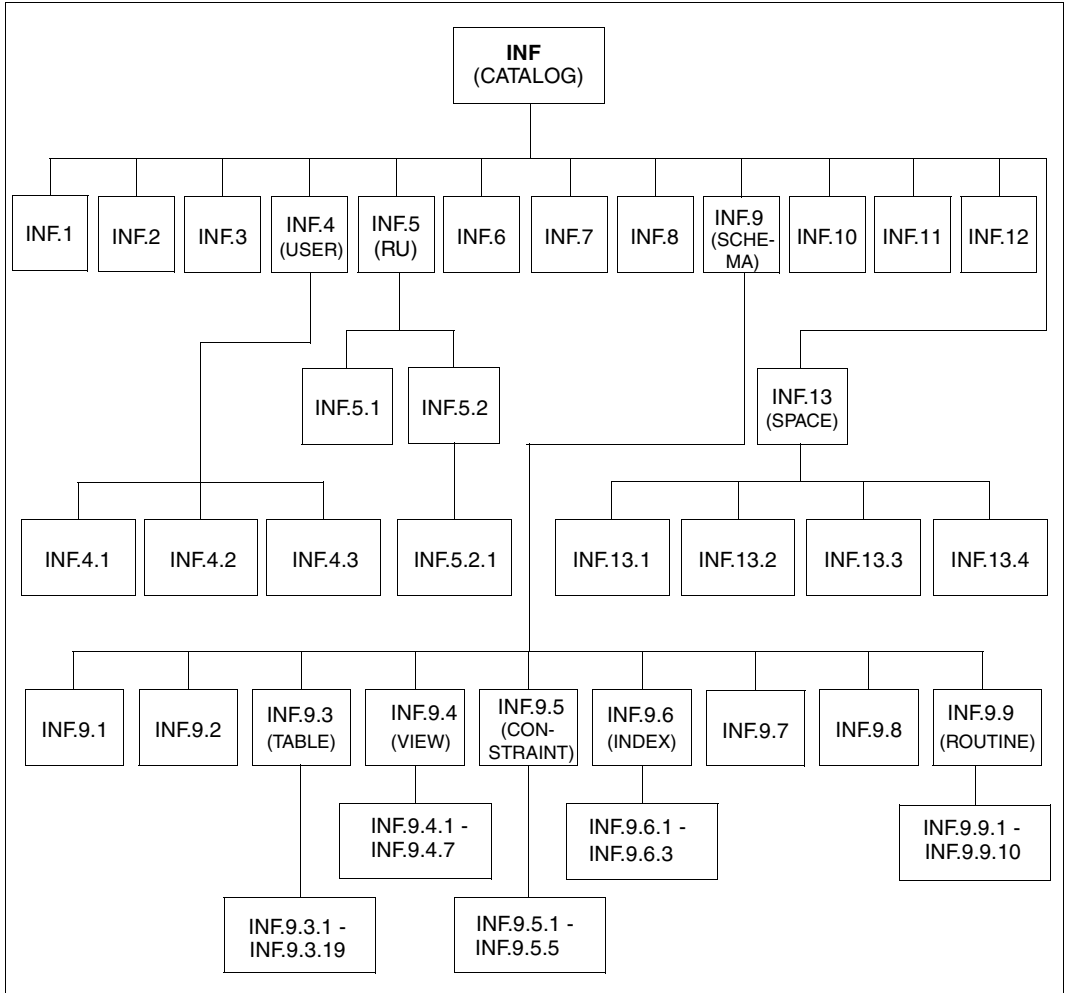 INF
(CATALOG)
INF.1
INF.2
INF.3
INF.4
(USER)
INF.5
(RU)
INF.6
INF.7
INF.8
INF.9
(SCHE-
MA)
INF.10
INF.11
INF.12
INF.5.1
INF.5.2
INF.13
(SPACE)
INF.4.1
INF.4.2
INF.4.3
INF.5.2.1
INF.13.1
INF.13.2
INF.13.3
INF.13.4
INF.9.1
INF.9.2
INF.9.3
(TABLE)
INF.9.4
(VIEW)
INF.9.5
(CON-
STRAINT)
INF.9.6
(INDEX)
INF.9.7
INF.9.8
INF.9.9
(ROUTINE)
INF.9.4.1 -
INF.9.4.7
INF.9.6.1 -
INF.9.6.3
INF.9.9.1 -
INF.9.9.10
INF.9.3.1 -
INF.9.3.19
INF.9.5.1 -
INF.9.5.5